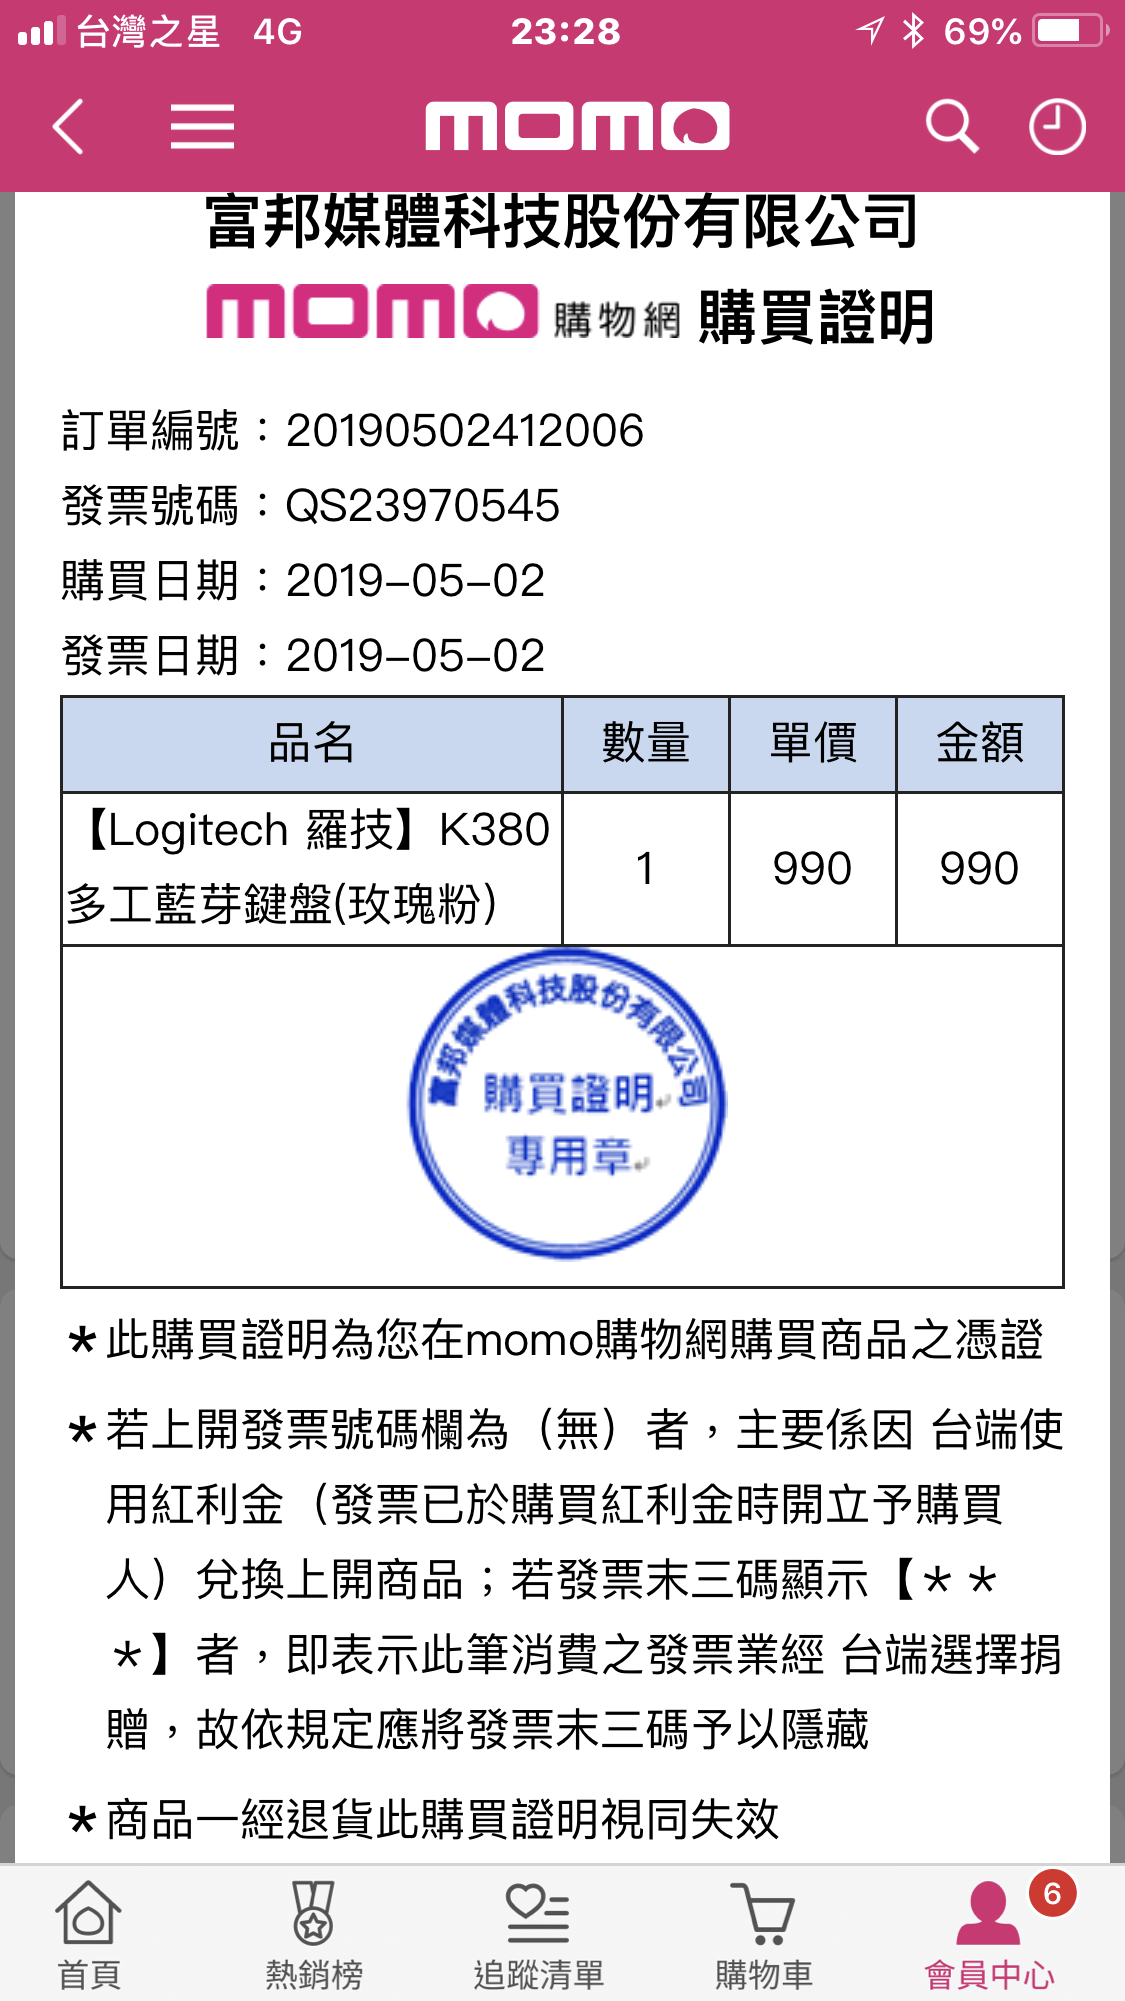 台灣之星 4G 23:28 69%
momo
富邦媒體科技股份有限公司
momo 購物網 購買證明
訂單編號：20190502412006
發票號碼：QS23970545
購買日期：2019-05-02
發票日期：2019-05-02
品名 數量 單價 金額
【Logitech 羅技】K380
多工藍芽鍵盤(玫瑰粉) 1 990 990
富邦媒體科技股份有限公司
購買證明
專用章
*此購買證明為您在momo購物網購買商品之憑證
*若上開發票號碼欄為（無）者，主要係因 台端使
用紅利金（發票已於購買紅利金時開立予購買
人）兌換上開商品；若發票末三碼顯示【＊＊
＊】者，即表示此筆消費之發票業經 台端選擇捐
贈，故依規定應將發票末三碼予以隱藏
*商品一經退貨此購買證明視同失效
首頁 熱銷榜 追蹤清單 購物車 會員中心 6